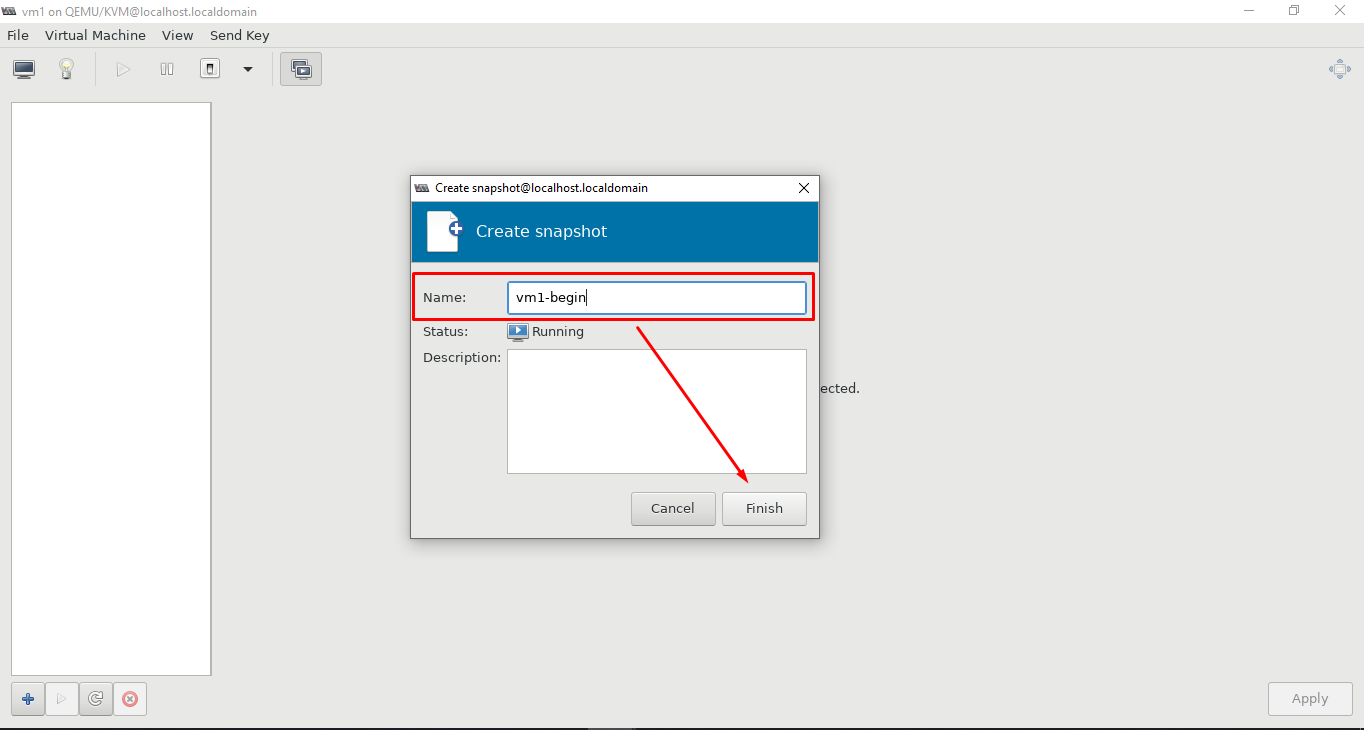 vm1 on QEMU/KVM@localhost.localdomain
File Virtual Machine View Send Key
Create snapshot@localhost.localdomain
Create snapshot
Name: vm1-begin
Status: Running
Description:
ected.
Cancel Finish
Apply